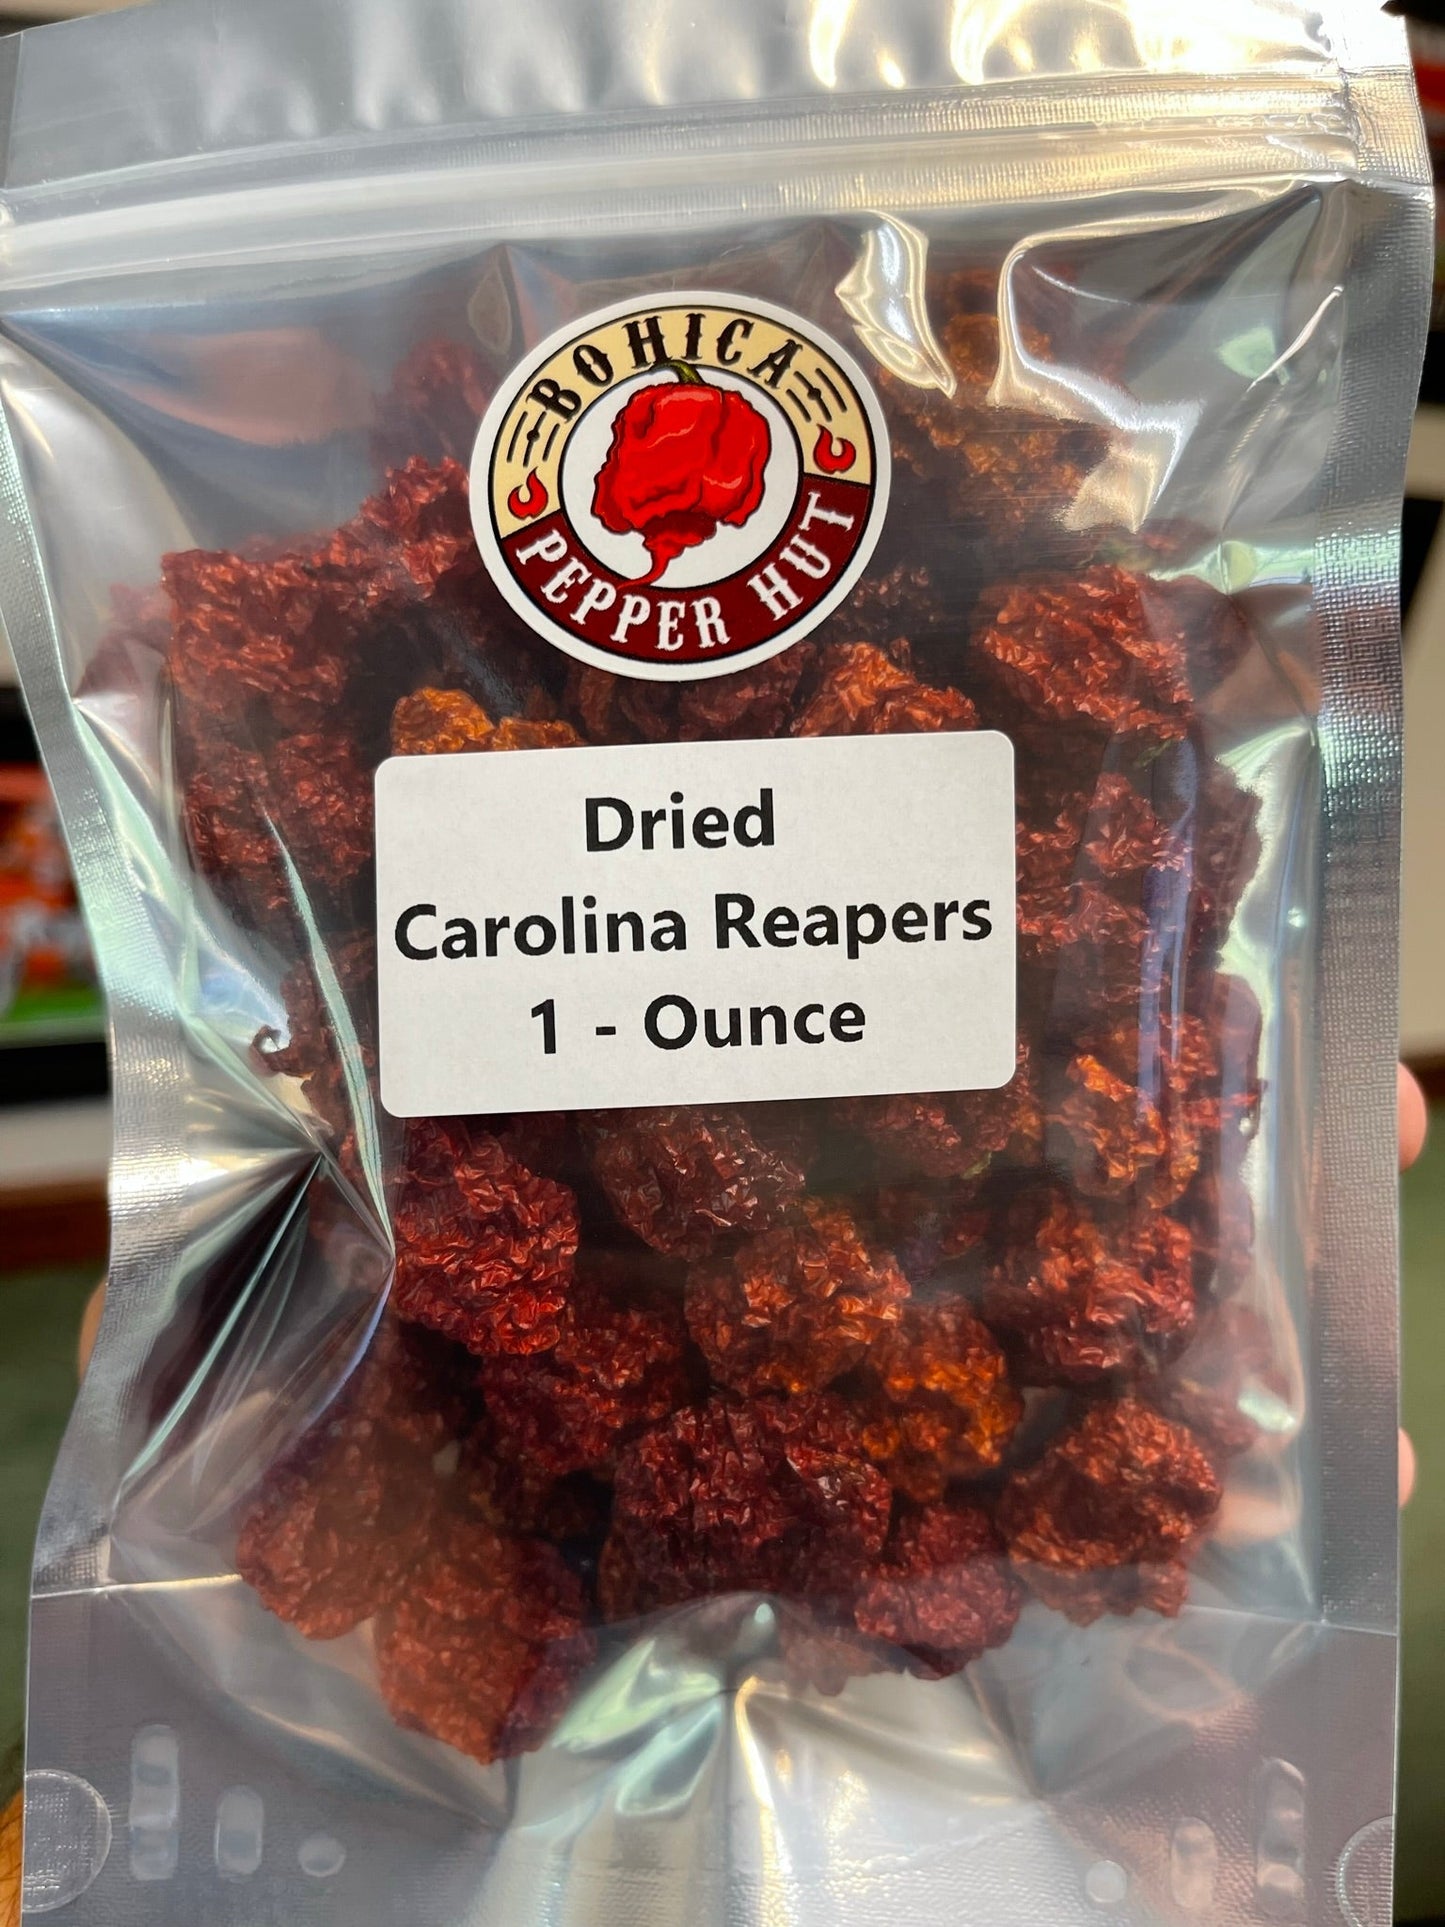 BOHICA
PEPPER HUT
Dried
Carolina Reapers
1 - Ounce